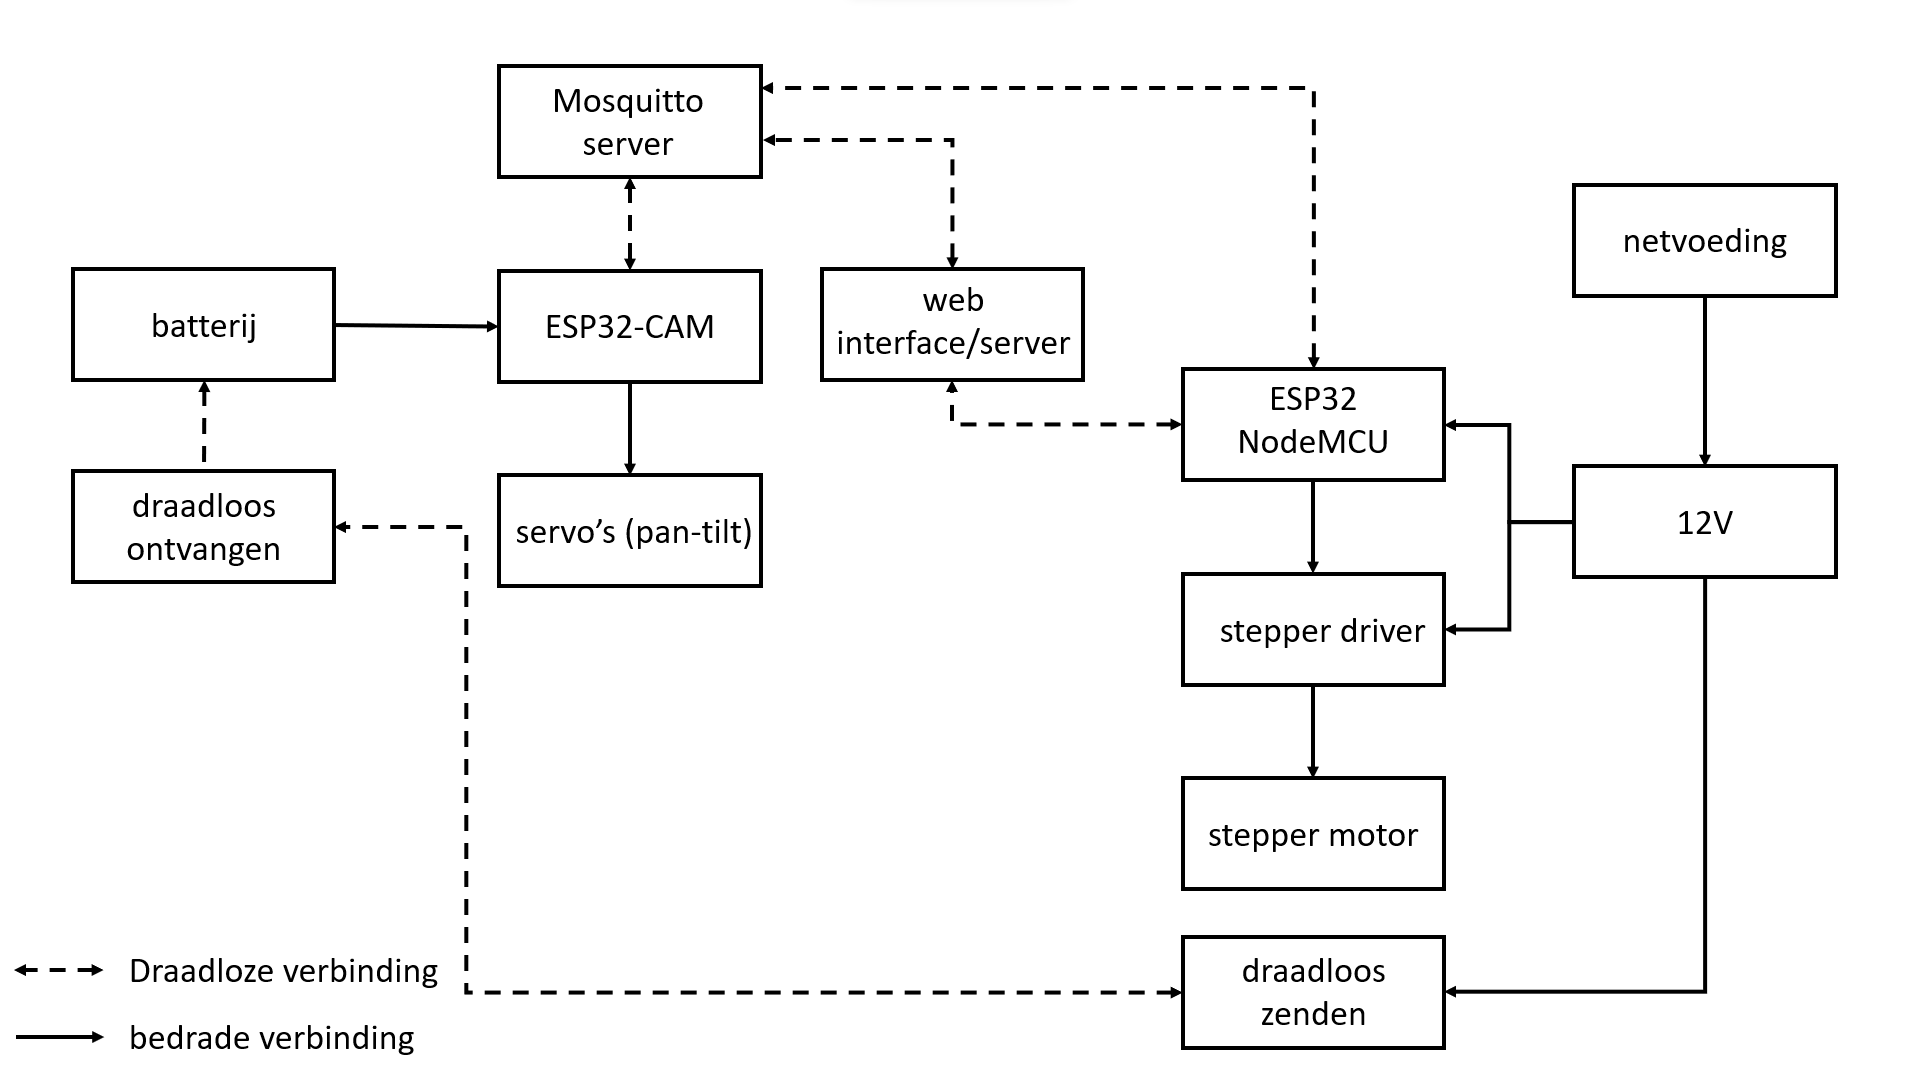 Mosquitto
server
netvoeding
batterij
ESP32-CAM
web
interface/server
ESP32
NodeMCU
draadloos
ontvangen
servo’s (pan-tilt)
12V
stepper driver
stepper motor
Draadloze verbinding
draadloos
zenden
bedrade verbinding